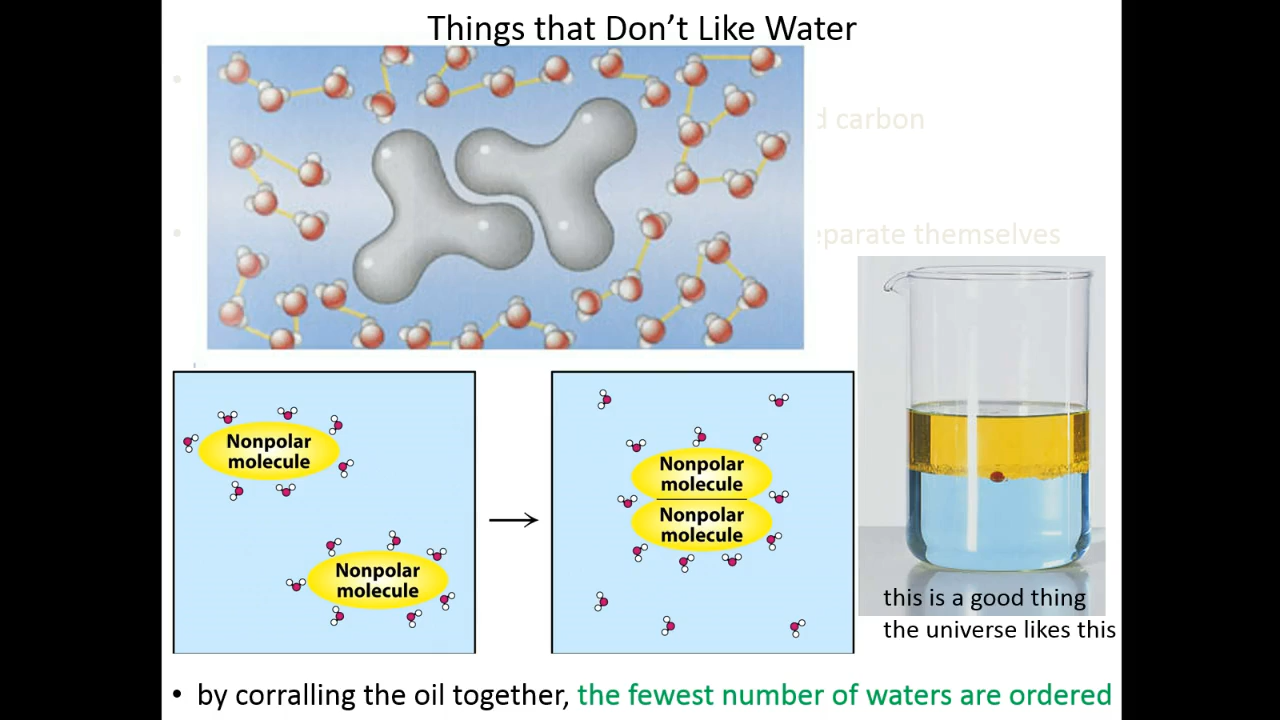 Things that Don't Like Water
d carbon
eparate themselves
Nonpolar
molecule
Nonpolar
molecule
Nonpolar
molecule
Nonpolar
molecule
this is a good thing
the universe likes this
• by corralling the oil together, the fewest number of waters are ordered